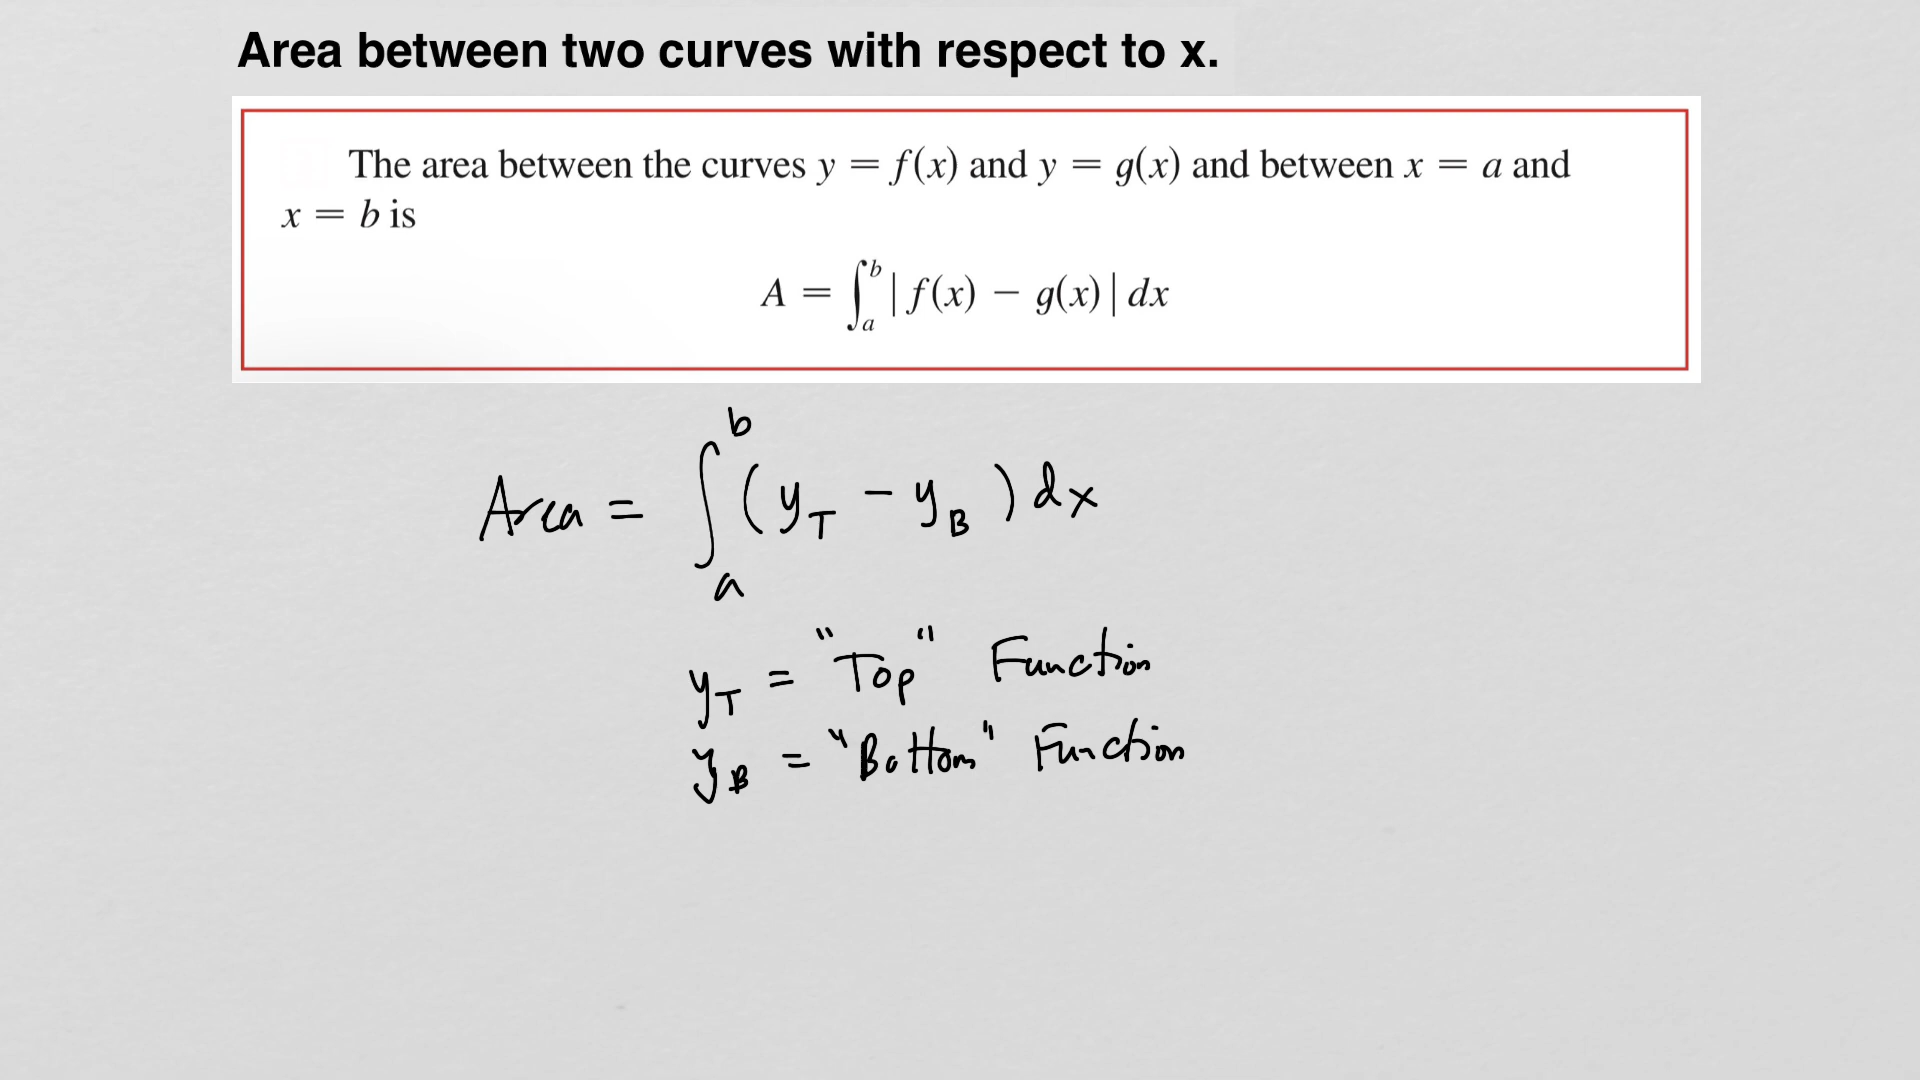 Area between two curves with respect to x.
The area between the curves y = f(x) and y = g(x) and between x = a and
x = b is
A = ∫_a^b | f(x) − g(x) | dx
Area = ∫_a^b (y_T − y_B) dx
y_T = "Top" Function
y_B = "Bottom" Function